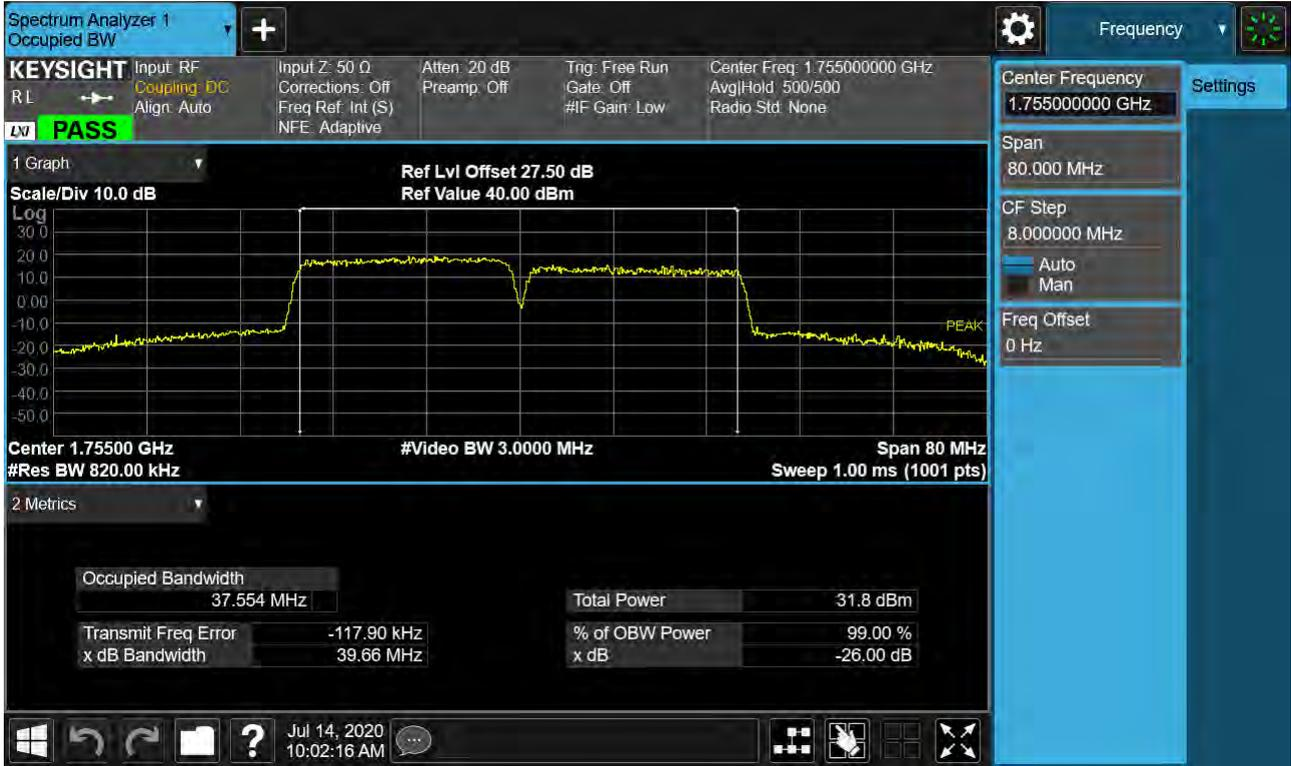 Spectrum Analyzer 1
Occupied BW
+
Frequency
KEYSIGHT
RL
LXI
PASS
Input: RF
Coupling: DC
Align: Auto
Input Z: 50 Ω
Corrections: Off
Freq Ref: Int (S)
NFE: Adaptive
Atten: 20 dB
Preamp: Off
Trig: Free Run
Gate: Off
#IF Gain: Low
Center Freq: 1.755000000 GHz
Avg|Hold: 500/500
Radio Std: None
Center Frequency
1.755000000 GHz
Settings
Span
80.000 MHz
CF Step
8.000000 MHz
Auto
Man
Freq Offset
0 Hz
1 Graph
Scale/Div 10.0 dB
Ref Lvl Offset 27.50 dB
Ref Value 40.00 dBm
Log
30.0
20.0
10.0
0.00
-10.0
-20.0
-30.0
-40.0
-50.0
PEAK
Center 1.75500 GHz
#Video BW 3.0000 MHz
Span 80 MHz
#Res BW 820.00 kHz
Sweep 1.00 ms (1001 pts)
2 Metrics
Occupied Bandwidth
37.554 MHz
Total Power 31.8 dBm
Transmit Freq Error -117.90 kHz
% of OBW Power 99.00 %
x dB Bandwidth 39.66 MHz
x dB -26.00 dB
?
Jul 14, 2020
10:02:16 AM